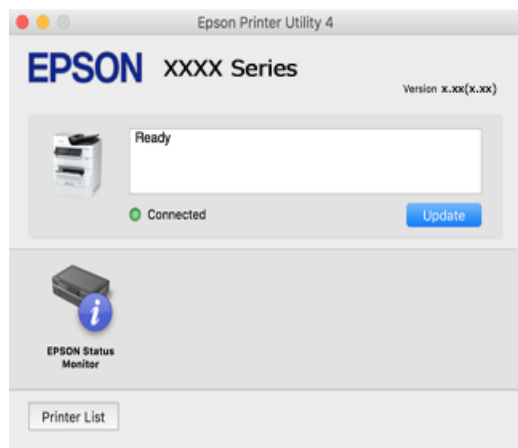 Epson Printer Utility 4
EPSON XXXX Series
Version x.xx(x.xx)
Ready
Connected
Update
EPSON Status
Monitor
Printer List